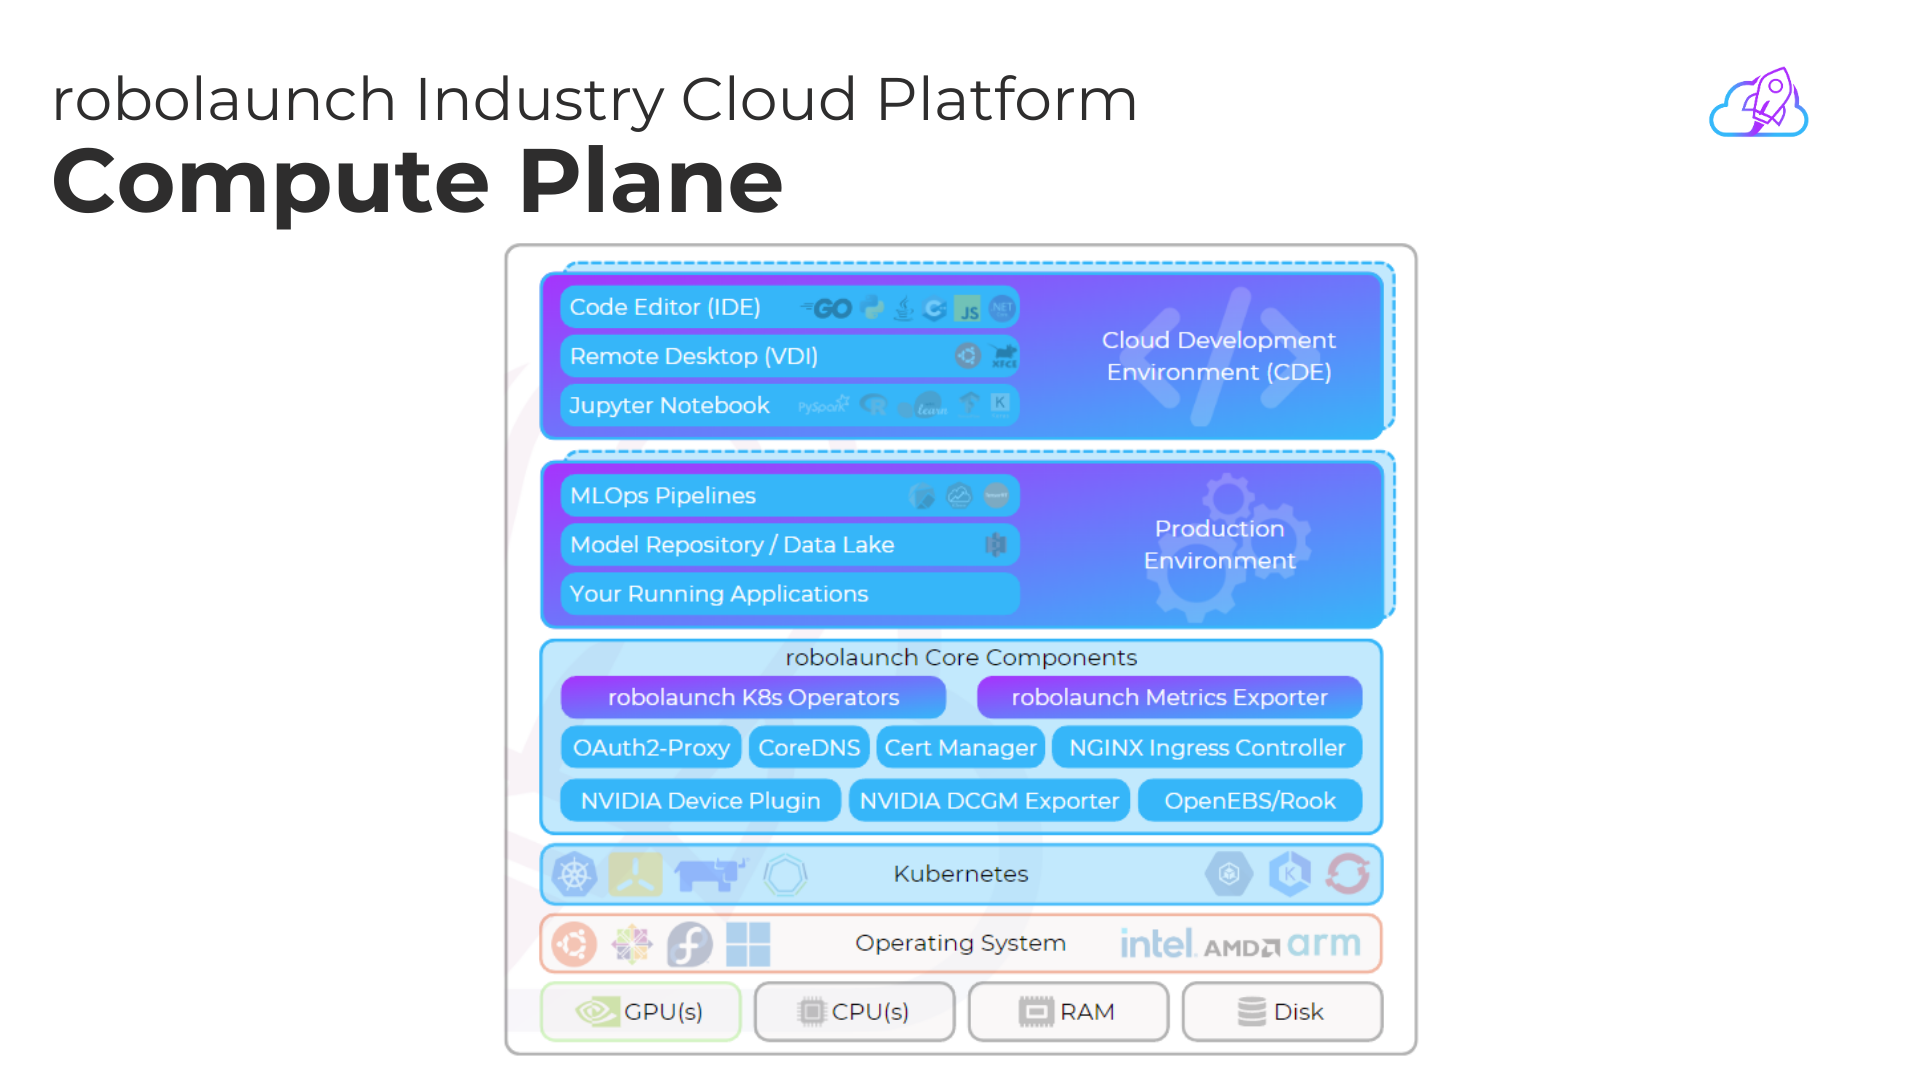 robolaunch Industry Cloud Platform
Compute Plane
Code Editor (IDE) GO JS .NET
Remote Desktop (VDI) XFCE
Jupyter Notebook PySpark R learn K
Cloud Development
Environment (CDE)
MLOps Pipelines
Model Repository / Data Lake
Your Running Applications
Production
Environment
robolaunch Core Components
robolaunch K8s Operators robolaunch Metrics Exporter
OAuth2-Proxy CoreDNS Cert Manager NGINX Ingress Controller
NVIDIA Device Plugin NVIDIA DCGM Exporter OpenEBS/Rook
Kubernetes K
Operating System intel. AMD arm
GPU(s) CPU(s) RAM Disk